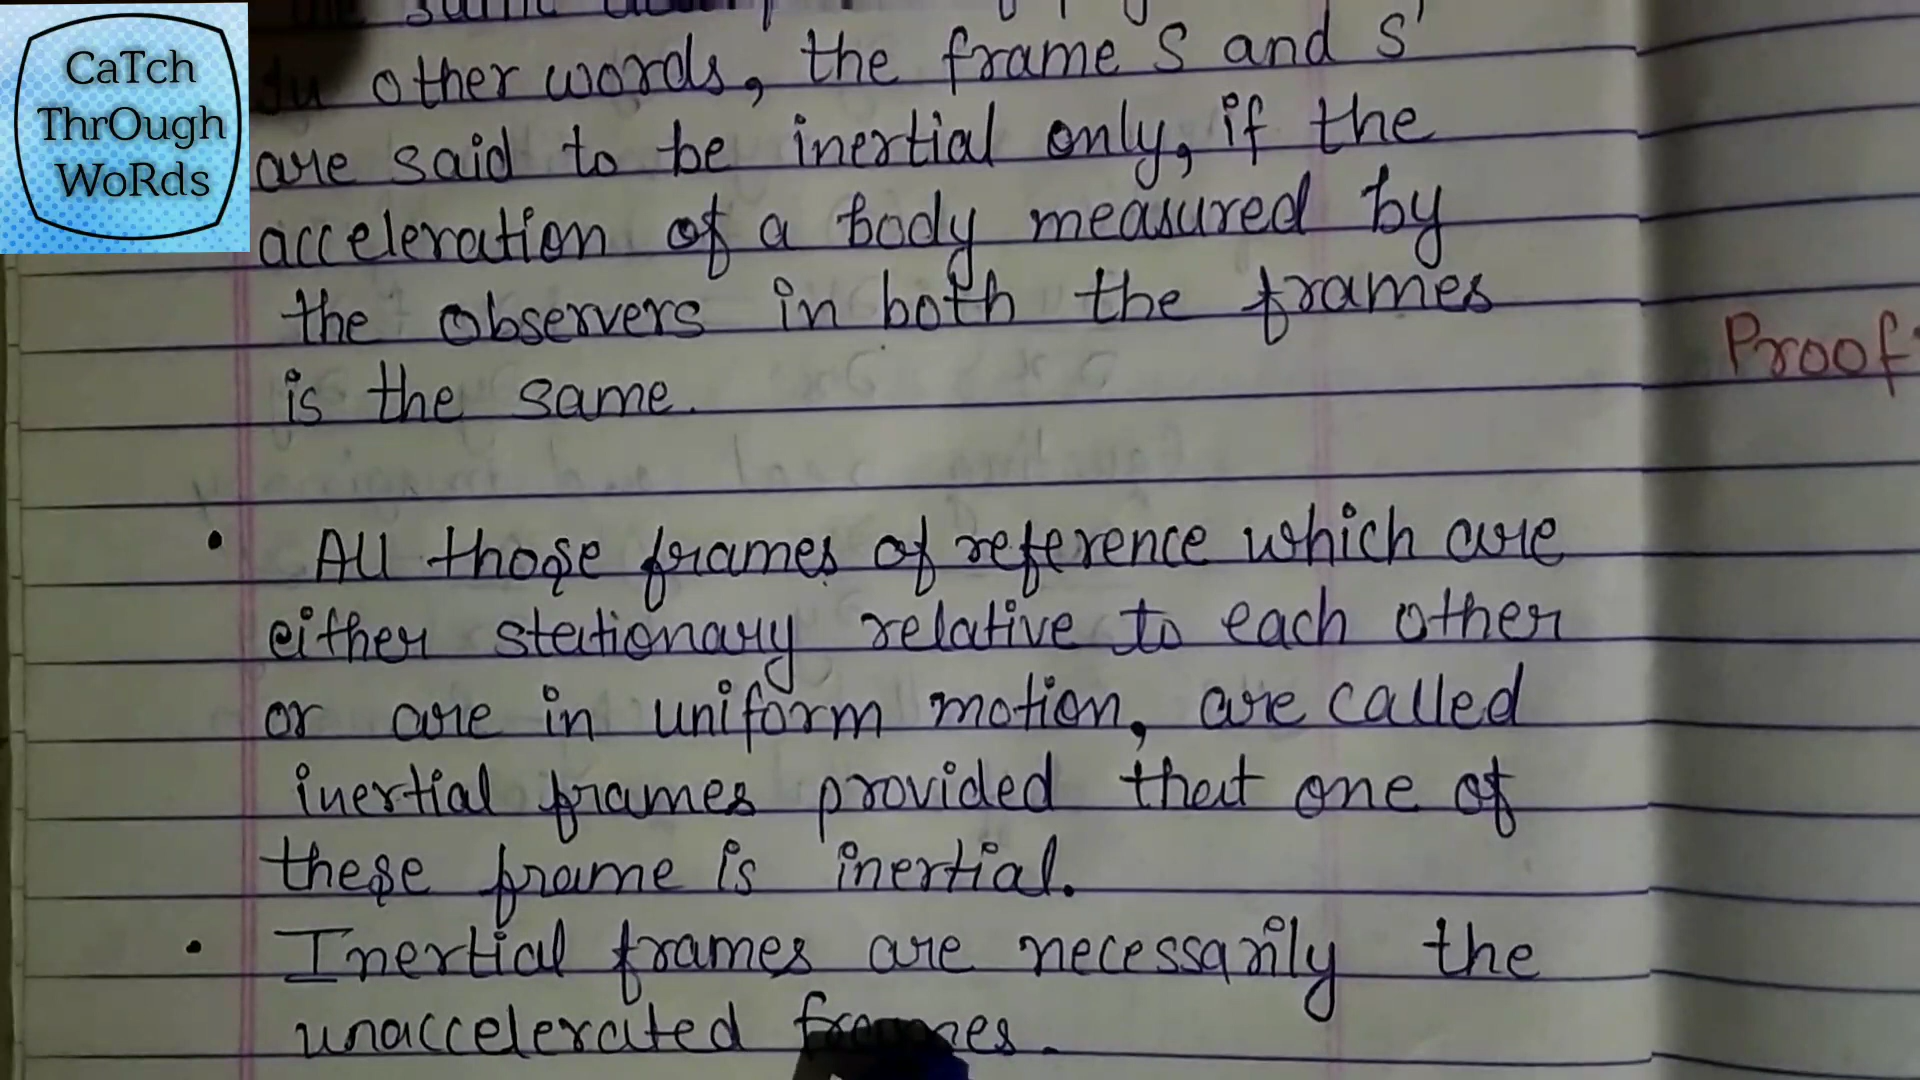 CaTch
ThrOugh
WoRds
same
In other words, the frame S and S'
are said to be inertial only, if the
acceleration of a body measured by
the observers in both the frames
is the same.
Proof
• All those frames of reference which are
either stationary relative to each other
or are in uniform motion, are called
inertial frames provided that one of
these frame is inertial.
• Inertial frames are necessarily the
unaccelerated frames.